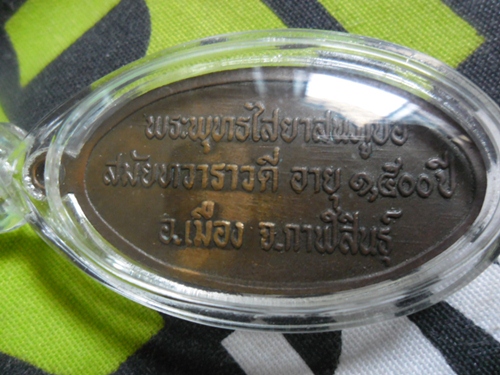 พระพุทธไสยาสน์ภูปอ
สมัยทวาราวดี อายุ ๑,๕๐๐ ปี
อ.เมือง จ.กาฬสินธุ์